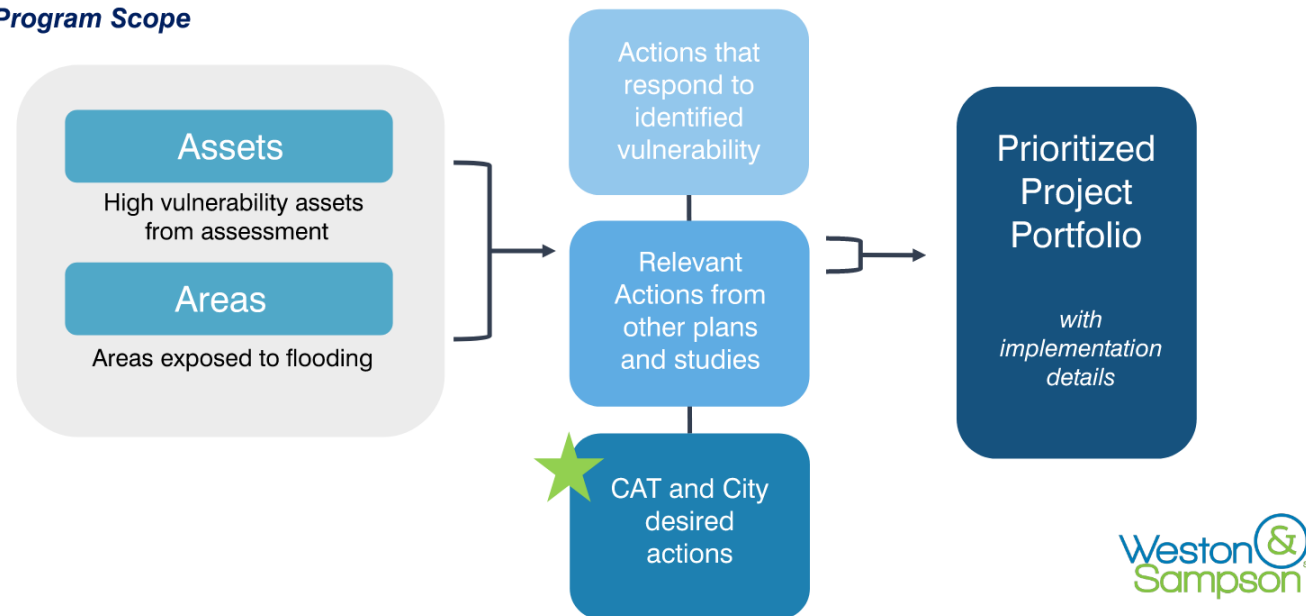 Program Scope
Assets
High vulnerability assets
from assessment
Areas
Areas exposed to flooding
Actions that
respond to
identified
vulnerability
Relevant
Actions from
other plans
and studies
CAT and City
desired
actions
Prioritized
Project
Portfolio
with
implementation
details
Weston &
Sampson